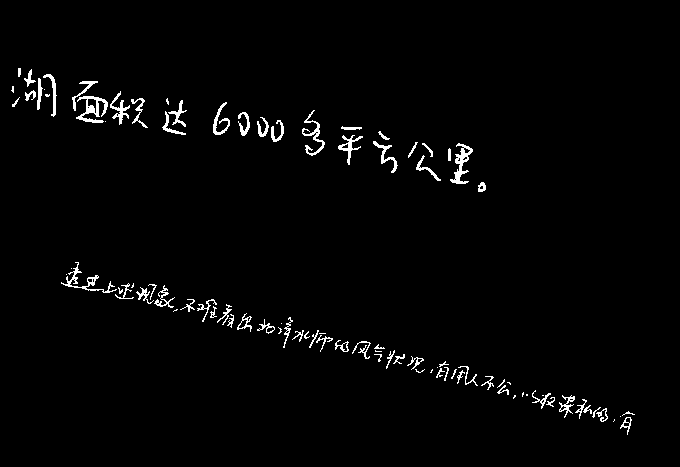 湖面积达6000多平方公里。
透过上述现象,不难看出北洋水师的风气状况,有用人不公,以权谋私的,有